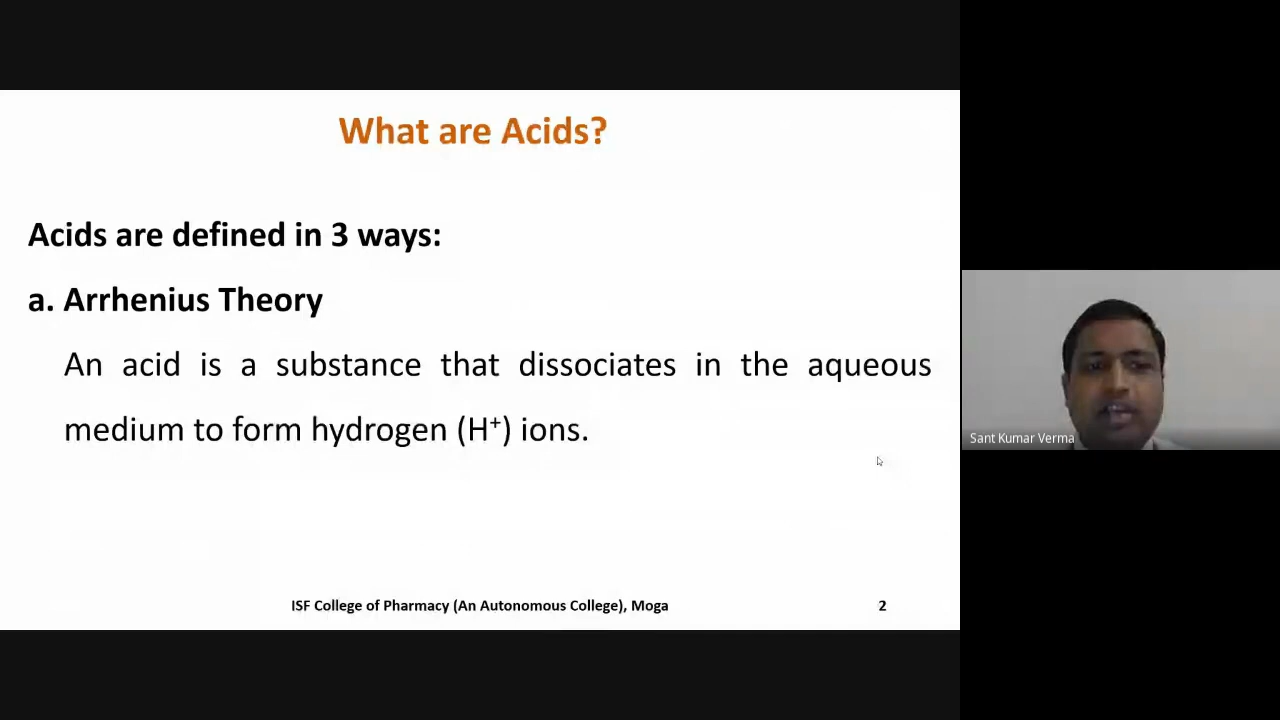 What are Acids?
Acids are defined in 3 ways:
a. Arrhenius Theory
An acid is a substance that dissociates in the aqueous
medium to form hydrogen (H⁺) ions.
Sant Kumar Verma
ISF College of Pharmacy (An Autonomous College), Moga
2